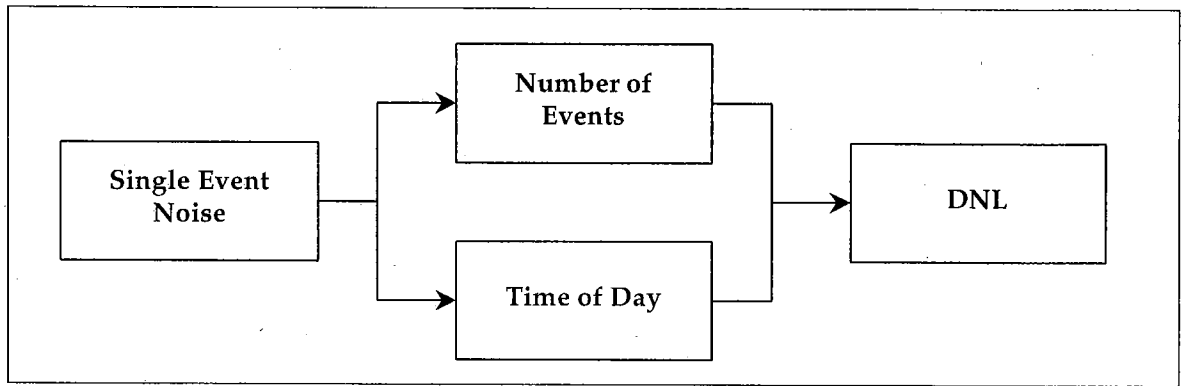 Number of
Events
Single Event
Noise
DNL
Time of Day